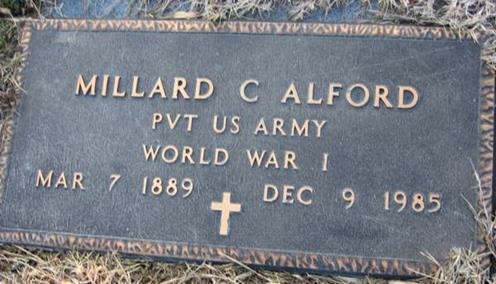 MILLARD C ALFORD
PVT US ARMY
WORLD WAR I
MAR 7 1889 DEC 9 1985